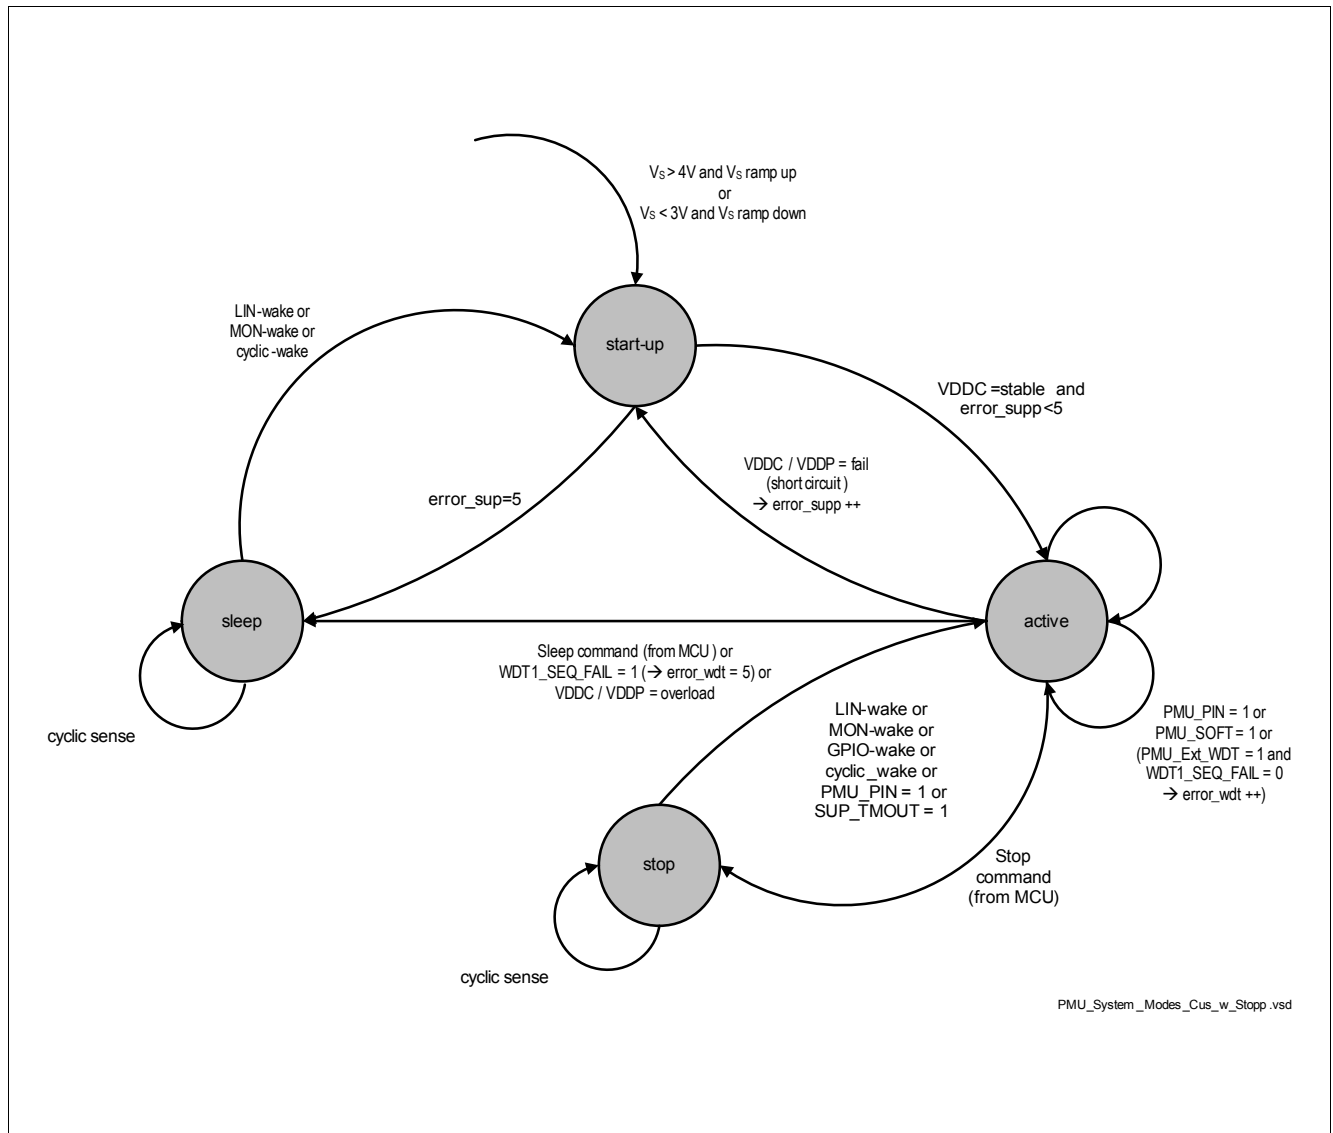 VS > 4V and VS ramp up
or
VS < 3V and VS ramp down
LIN-wake or
MON-wake or
cyclic -wake
start-up
VDDC =stable and
error_supp <5
VDDC / VDDP = fail
(short circuit )
→ error_supp ++
error_sup=5
sleep
active
Sleep command (from MCU ) or
WDT1_SEQ_FAIL = 1 (→ error_wdt = 5) or
VDDC / VDDP = overload
cyclic sense
LIN-wake or
MON-wake or
GPIO-wake or
cyclic_wake or
PMU_PIN = 1 or
SUP_TMOUT = 1
PMU_PIN = 1 or
PMU_SOFT = 1 or
(PMU_Ext_WDT = 1 and
WDT1_SEQ_FAIL = 0
→ error_wdt ++)
stop
Stop
command
(from MCU)
cyclic sense
PMU_System _Modes_Cus_w_Stopp .vsd